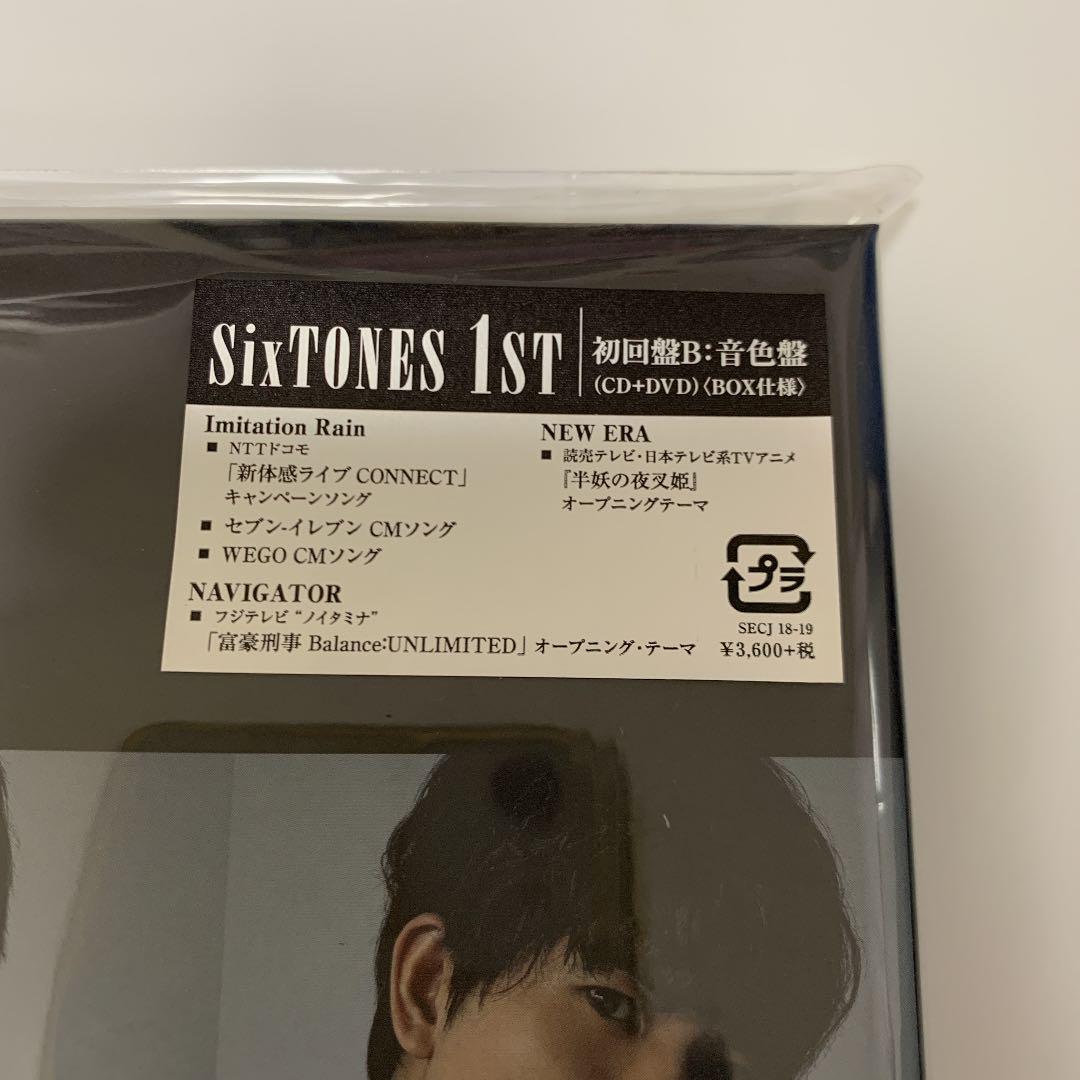 SixTONES 1ST
初回盤B:音色盤
(CD+DVD)〈BOX仕様〉
Imitation Rain
■ NTTドコモ
「新体感ライブ CONNECT」
キャンペーンソング
■ セブン-イレブン CMソング
■ WEGO CMソング
NEW ERA
■ 読売テレビ・日本テレビ系TVアニメ
『半妖の夜叉姫』
オープニングテーマ
NAVIGATOR
■ フジテレビ“ノイタミナ”
「富豪刑事 Balance:UNLIMITED」オープニング・テーマ
プラ
SECJ 18-19
¥3,600+税